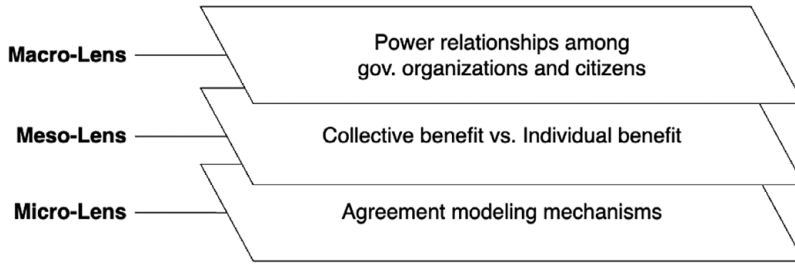 Macro-Lens
Power relationships among
gov. organizations and citizens
Meso-Lens
Collective benefit vs. Individual benefit
Micro-Lens
Agreement modeling mechanisms